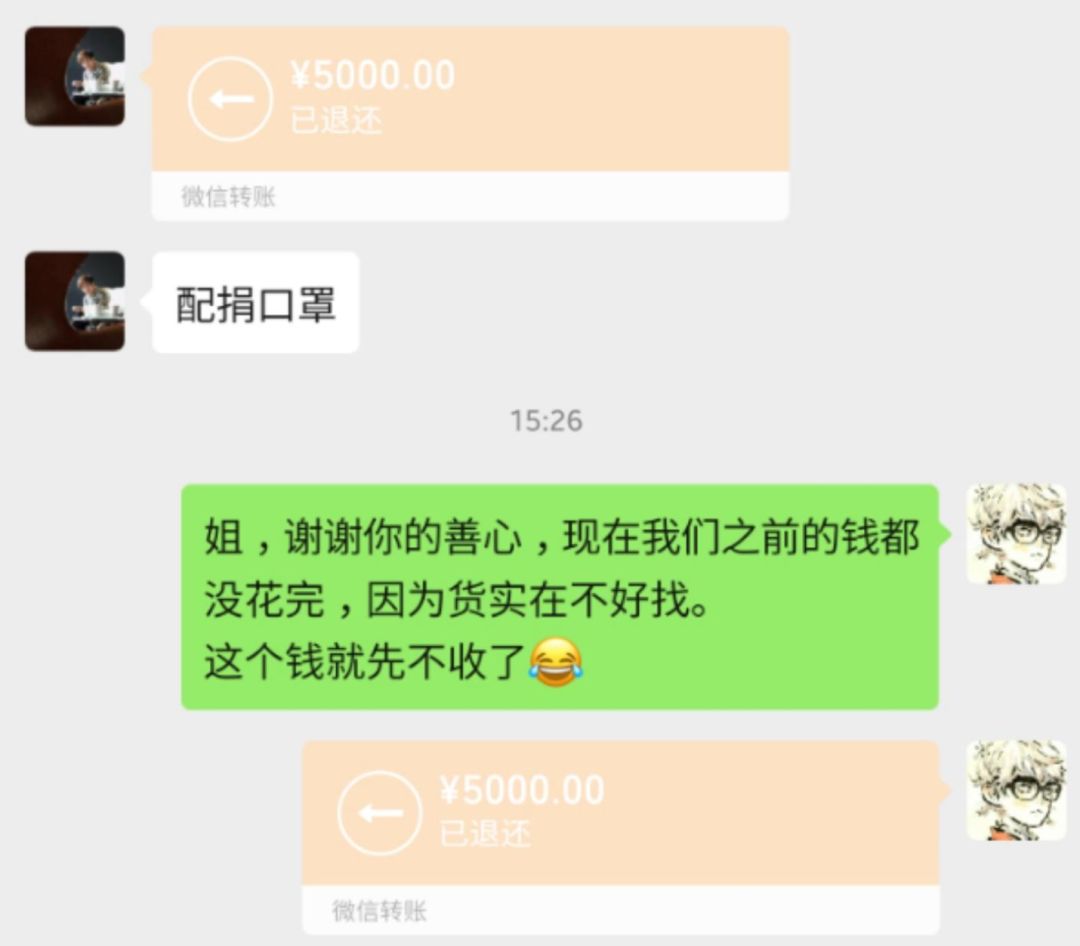 ¥5000.00
已退还
微信转账
配捐口罩
15:26
姐，谢谢你的善心，现在我们之前的钱都
没花完，因为货实在不好找。
这个钱就先不收了😂
¥5000.00
已退还
微信转账